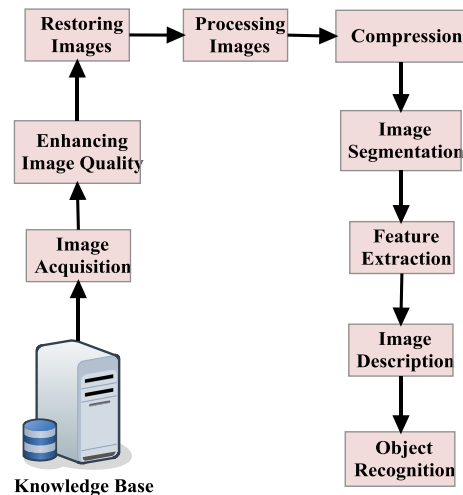 Restoring
Images
Processing
Images
Compression
Enhancing
Image Quality
Image
Segmentation
Image
Acquisition
Feature
Extraction
Image
Description
Object
Recognition
Knowledge Base